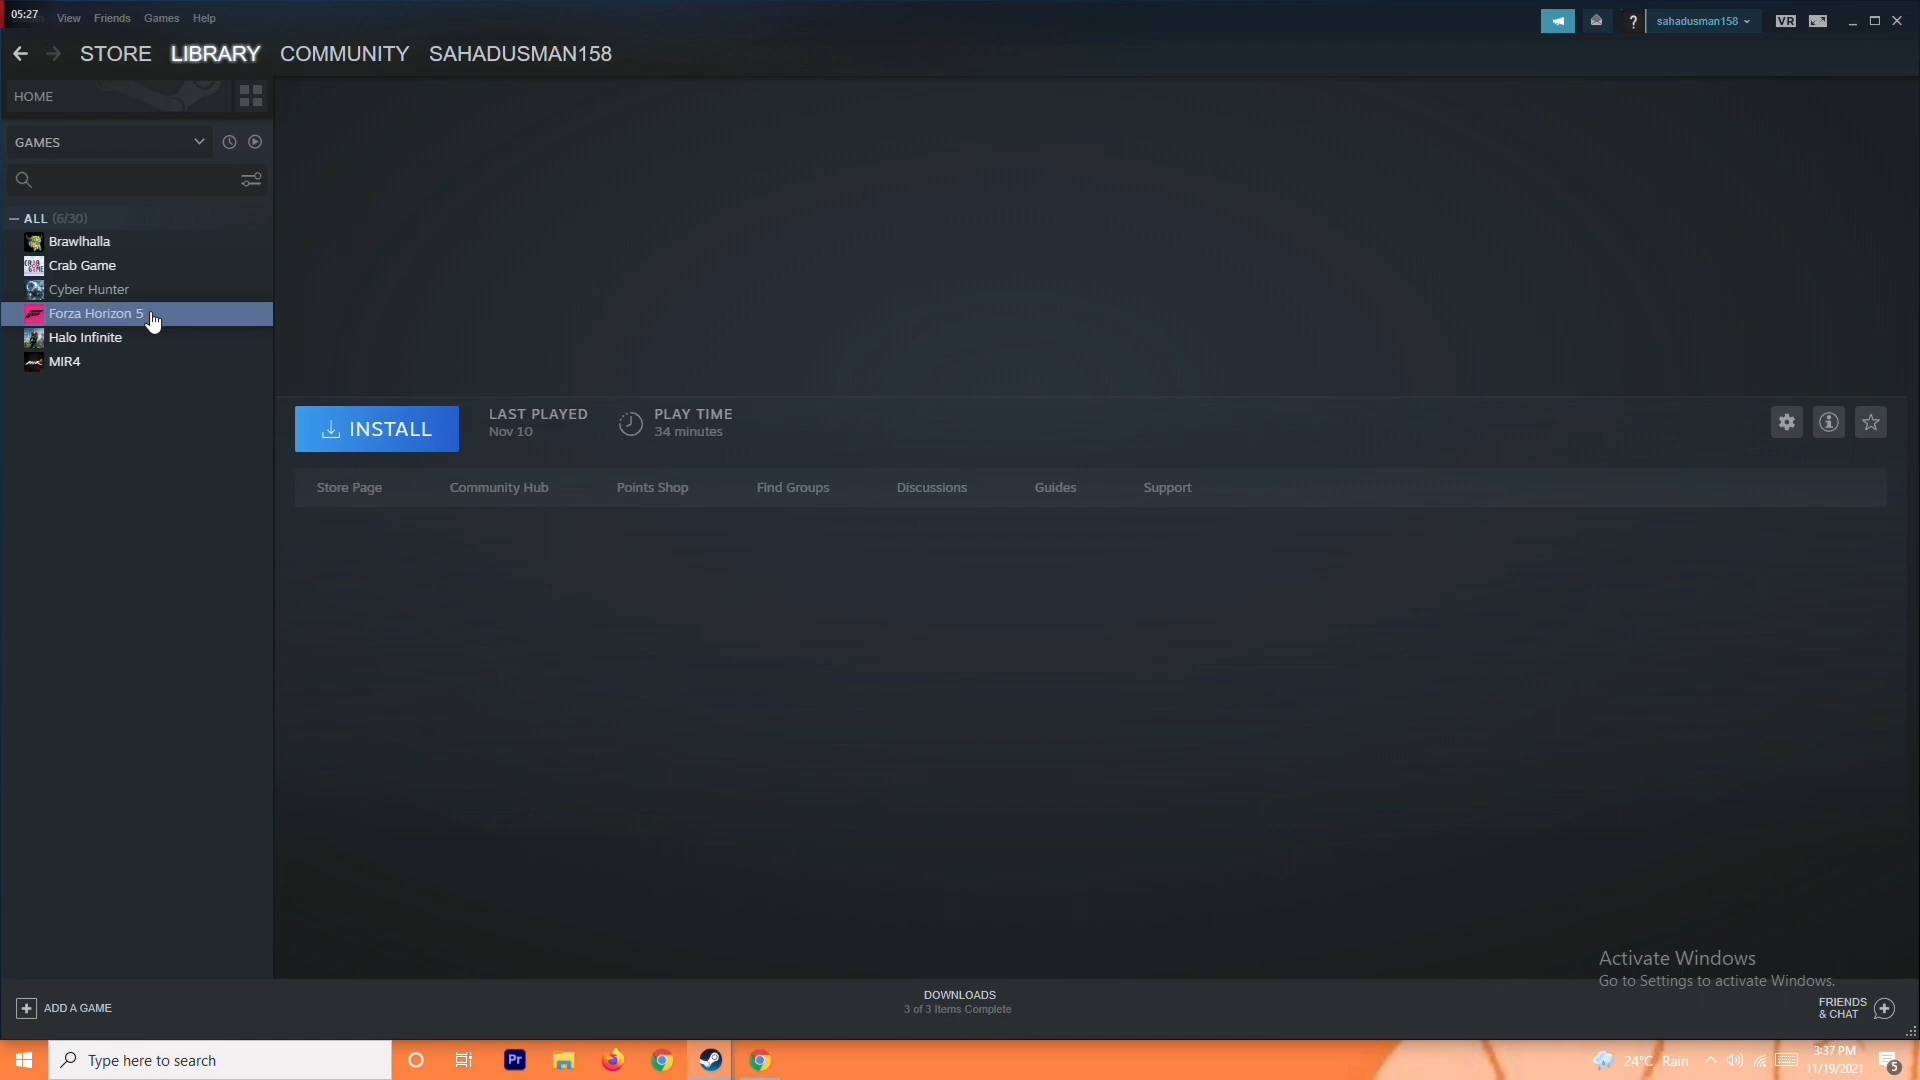 05:27
View Friends Games Help
sahadusman158
VR
STORE LIBRARY COMMUNITY SAHADUSMAN158
HOME
GAMES
ALL (6/30)
Brawlhalla
Crab Game
Cyber Hunter
Forza Horizon 5
Halo Infinite
MIR4
INSTALL
LAST PLAYED
Nov 10
PLAY TIME
34 minutes
Store Page Community Hub Points Shop Find Groups Discussions Guides Support
Activate Windows
Go to Settings to activate Windows.
ADD A GAME
DOWNLOADS
3 of 3 Items Complete
FRIENDS
& CHAT
Type here to search
Pr
24°C Rain
3:37 PM
11/19/2021
5